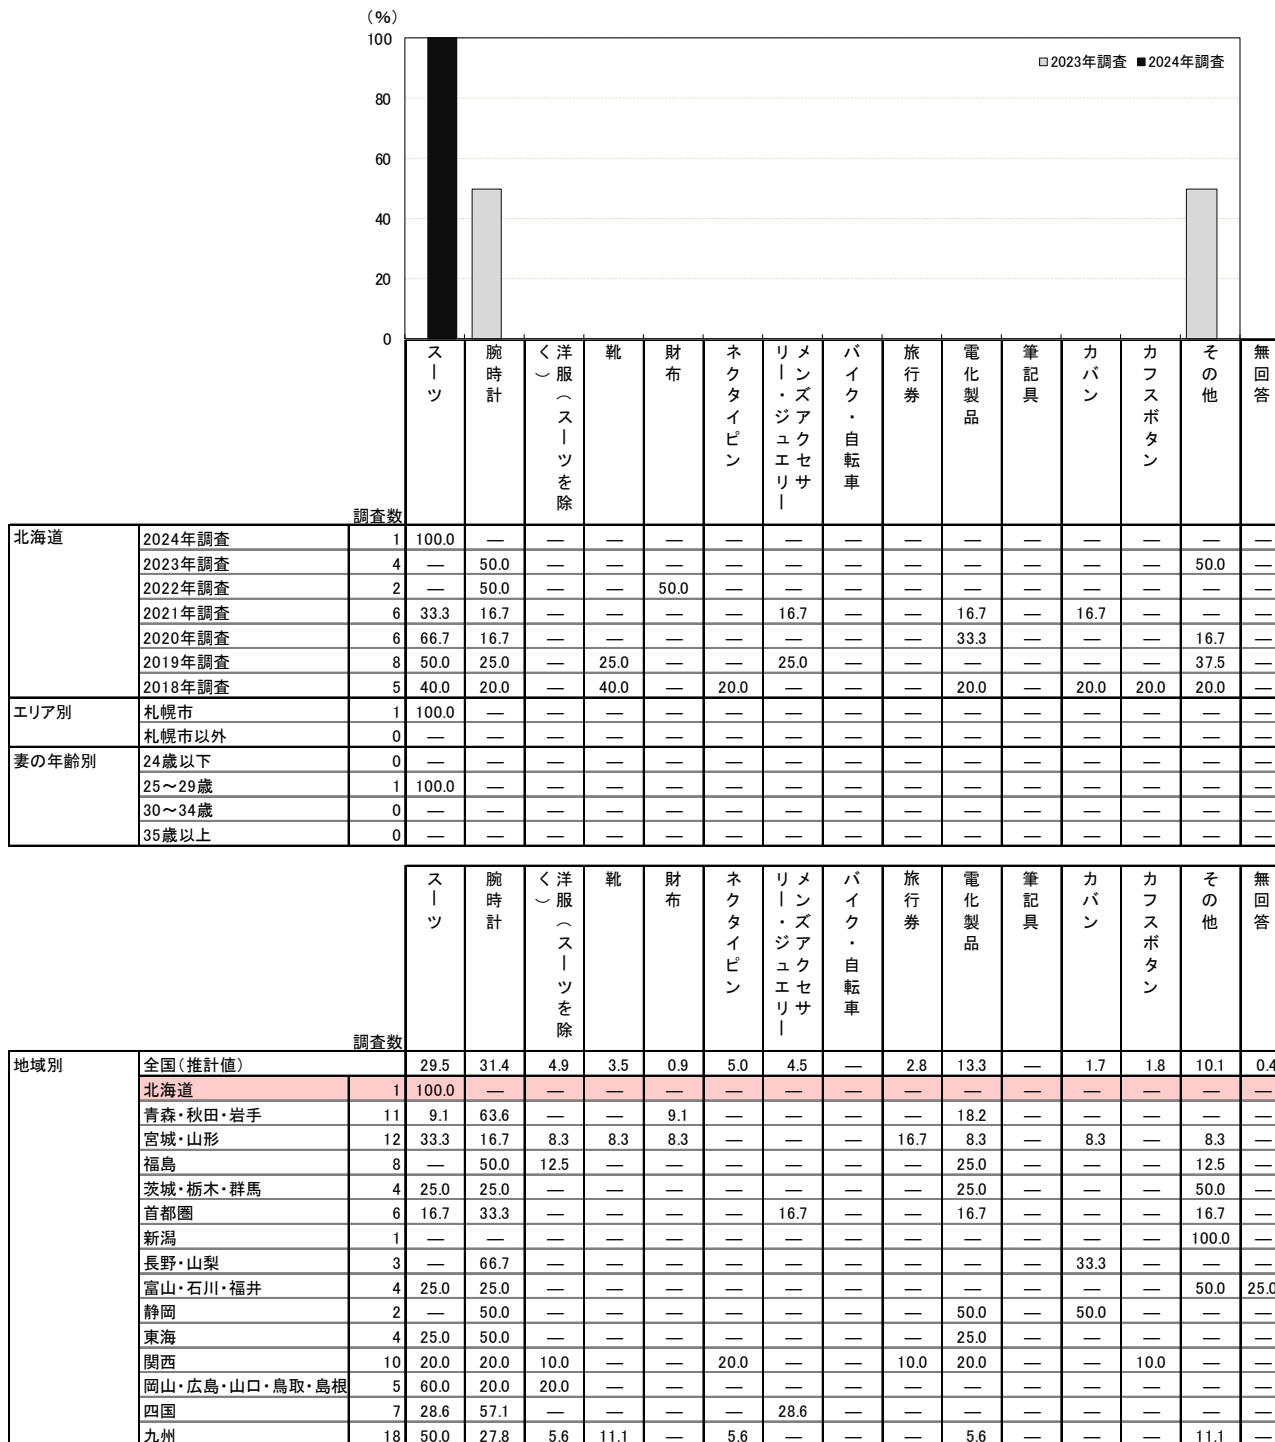 (%)
100
80
60
40
20
0
□2023年調査 ■2024年調査
調査数 スーツ 腕時計 洋服(スーツを除く) 靴 財布 ネクタイピン メンズアクセサリー・ジュエリー バイク・自転車 旅行券 電化製品 筆記具 カバン カフスボタン その他 無回答
北海道 2024年調査 1 100.0 — — — — — — — — — — — — — —
2023年調査 4 — 50.0 — — — — — — — — — — — 50.0 —
2022年調査 2 — 50.0 — — 50.0 — — — — — — — — — —
2021年調査 6 33.3 16.7 — — — — 16.7 — — 16.7 — 16.7 — — —
2020年調査 6 66.7 16.7 — — — — — — — 33.3 — — — 16.7 —
2019年調査 8 50.0 25.0 — 25.0 — — 25.0 — — — — — — 37.5 —
2018年調査 5 40.0 20.0 — 40.0 — 20.0 — — — 20.0 — 20.0 20.0 20.0 —
エリア別 札幌市 1 100.0 — — — — — — — — — — — — — —
札幌市以外 0 — — — — — — — — — — — — — — —
妻の年齢別 24歳以下 0 — — — — — — — — — — — — — — —
25~29歳 1 100.0 — — — — — — — — — — — — — —
30~34歳 0 — — — — — — — — — — — — — — —
35歳以上 0 — — — — — — — — — — — — — — —
調査数 スーツ 腕時計 洋服(スーツを除く) 靴 財布 ネクタイピン メンズアクセサリー・ジュエリー バイク・自転車 旅行券 電化製品 筆記具 カバン カフスボタン その他 無回答
地域別 全国(推計値) 29.5 31.4 4.9 3.5 0.9 5.0 4.5 — 2.8 13.3 — 1.7 1.8 10.1 0.4
北海道 1 100.0 — — — — — — — — — — — — — —
青森・秋田・岩手 11 9.1 63.6 — — 9.1 — — — — 18.2 — — — — —
宮城・山形 12 33.3 16.7 8.3 8.3 8.3 — — — 16.7 8.3 — 8.3 — 8.3 —
福島 8 — 50.0 12.5 — — — — — — 25.0 — — — 12.5 —
茨城・栃木・群馬 4 25.0 25.0 — — — — — — — 25.0 — — — 50.0 —
首都圏 6 16.7 33.3 — — — — 16.7 — — 16.7 — — — 16.7 —
新潟 1 — — — — — — — — — — — — — 100.0 —
長野・山梨 3 — 66.7 — — — — — — — — — 33.3 — — —
富山・石川・福井 4 25.0 25.0 — — — — — — — — — — — 50.0 25.0
静岡 2 — 50.0 — — — — — — — 50.0 — 50.0 — — —
東海 4 25.0 50.0 — — — — — — — 25.0 — — — — —
関西 10 20.0 20.0 10.0 — — 20.0 — — 10.0 20.0 — — 10.0 — —
岡山・広島・山口・鳥取・島根 5 60.0 20.0 20.0 — — — — — — — — — — — —
四国 7 28.6 57.1 — — — — 28.6 — — — — — — — —
九州 18 50.0 27.8 5.6 11.1 — 5.6 — — — 5.6 — — — 11.1 —